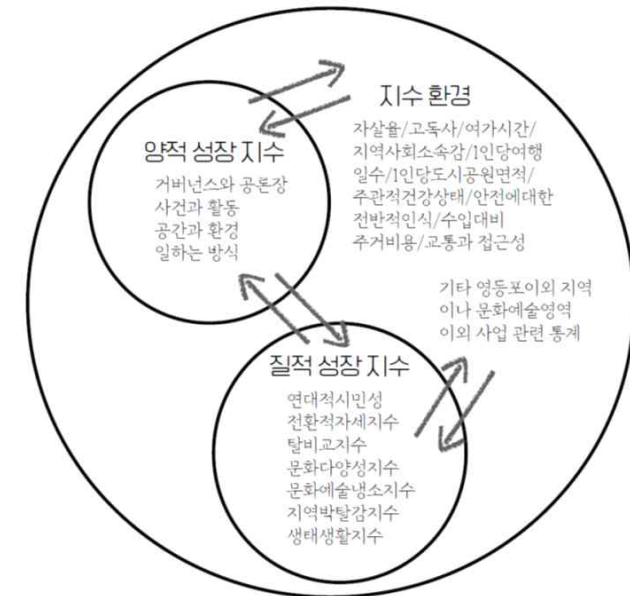 지수 환경
자살율/고독사/여가시간/
지역사회소속감/1인당여행
일수/1인당도시공원면적/
주관적건강상태/안전에대한
전반적인식/수입대비
주거비용/교통과 접근성
양적 성장 지수
거버넌스와 공론장
사건과 활동
공간과 환경
일하는 방식
기타 영등포이외 지역
이나 문화예술영역
이외 사업 관련 통계
질적 성장 지수
연대적시민성
전환적자세지수
탈비교지수
문화다양성지수
문화예술냉소지수
지역박탈감지수
생태생활지수